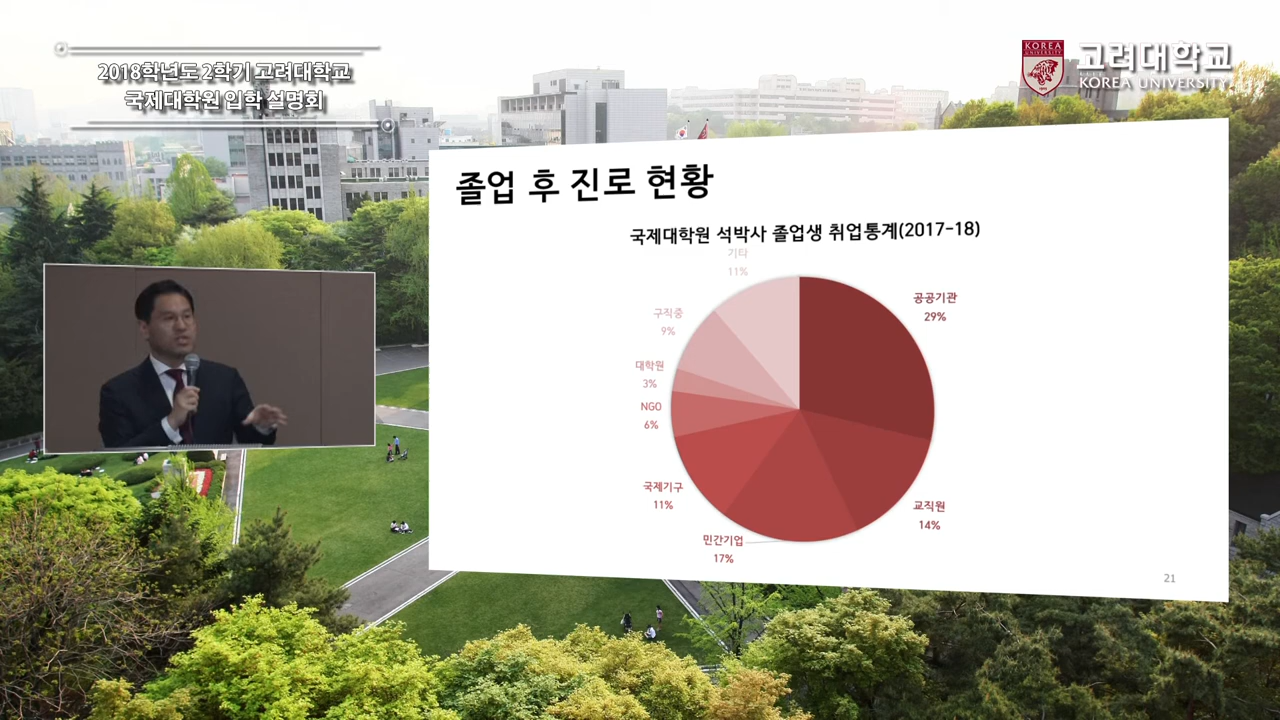 2018학년도 2학기 고려대학교
국제대학원 입학 설명회
KOREA
UNIVERSITY
1905
고려대학교
KOREA UNIVERSITY
졸업 후 진로 현황
국제대학원 석박사 졸업생 취업통계(2017-18)
기타
11%
공공기관
29%
구직중
9%
대학원
3%
NGO
6%
국제기구
11%
교직원
14%
민간기업
17%
21